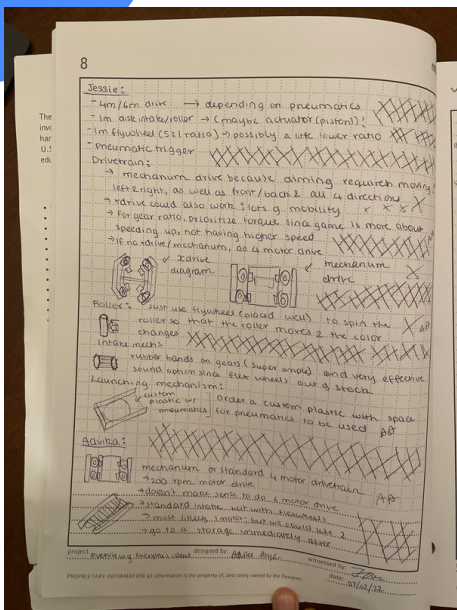 8
Jessie:
- 4m/6m drive → depending on pneumatics
- 1m disk intake/roller → (maybe actuator (piston))?
- 1m flywheel (5:1 ratio) → possibly a little lower ratio
- pneumatic trigger
Drivetrain:
→ mechanum drive because aiming requires moving
left & right, as well as front/back & all 4 directions
→ xdrive could also work: lots of mobility
→ For gear ratio, prioritize torque since game is more about
speeding up, not having higher speed
→ if no xdrive/mechanum, do 4 motor drive
xdrive
diagram
mechanum
drive
Roller: Just use flywheel (placed well) to spin the
roller so that the roller moves & the color
changes
Intake mech:
rubber bands on gears (super simple) and very effective
sound option since flex wheels out of stock
Launching mechanism:
custom
plastic w/
pneumatics
order a custom plastic with space
for pneumatics to be used
Advika:
mechanum or standard 4 motor drivetrain
→ 200 rpm motor drive
→ doesn't make sense to do 6 motor drive
→ standard intake but with flexwheels
→ most likely 1 motor, but we could use 2
→ go to a storage immediately after
project
designed by:
witnessed by:
date:
PROPRIETARY INFORMATION all information is the property of, and solely owned by the
The
U.S
edu